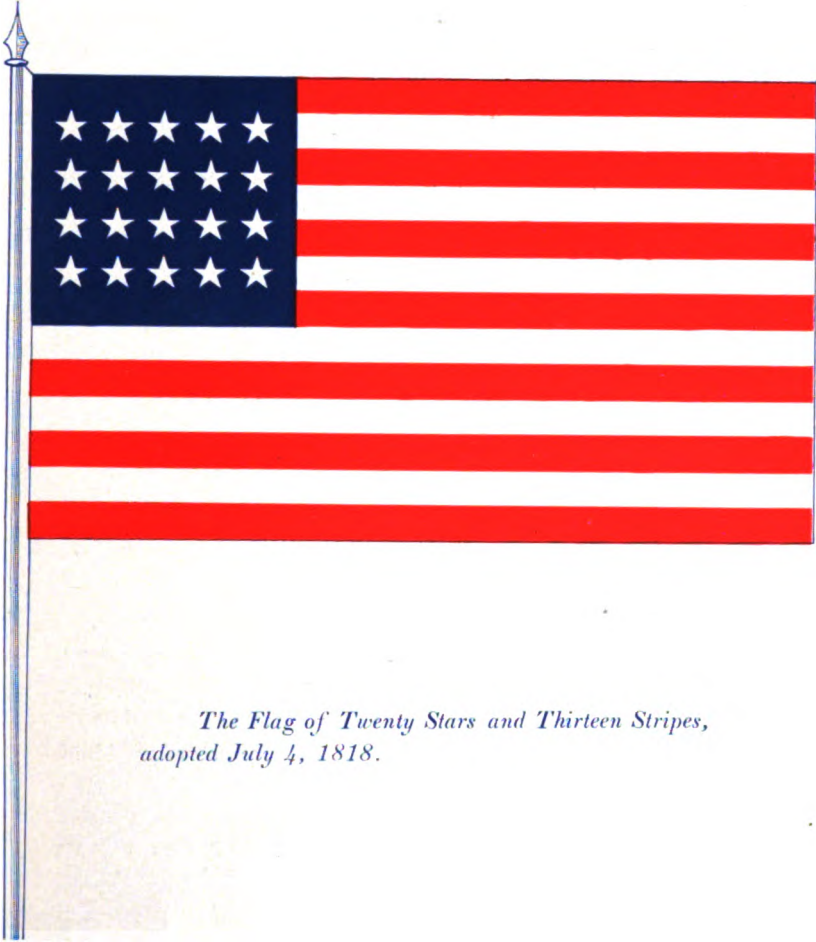 The Flag of Twenty Stars and Thirteen Stripes,
adopted July 4, 1818.